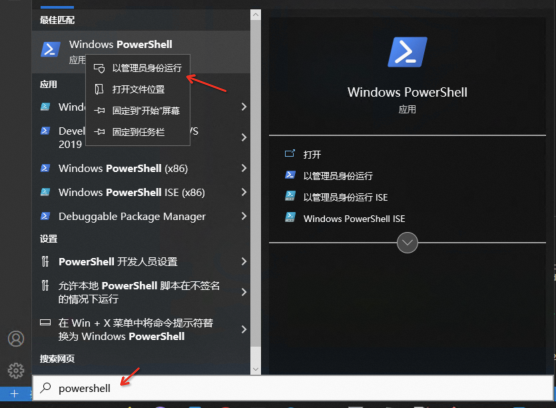 最佳匹配
Windows PowerShell
应用
以管理员身份运行
打开文件位置
固定到"开始"屏幕
固定到任务栏
应用
Wind
Devel
VS
2019
Windows PowerShell (x86)
Windows PowerShell ISE (x86)
Debuggable Package Manager
设置
PowerShell 开发人员设置
允许本地 PowerShell 脚本在不签名
的情况下运行
在 Win + X 菜单中将命令提示符替
换为 Windows PowerShell
搜索网页
powershell
Windows PowerShell
应用
打开
以管理员身份运行
以管理员身份运行 ISE
Windows PowerShell ISE